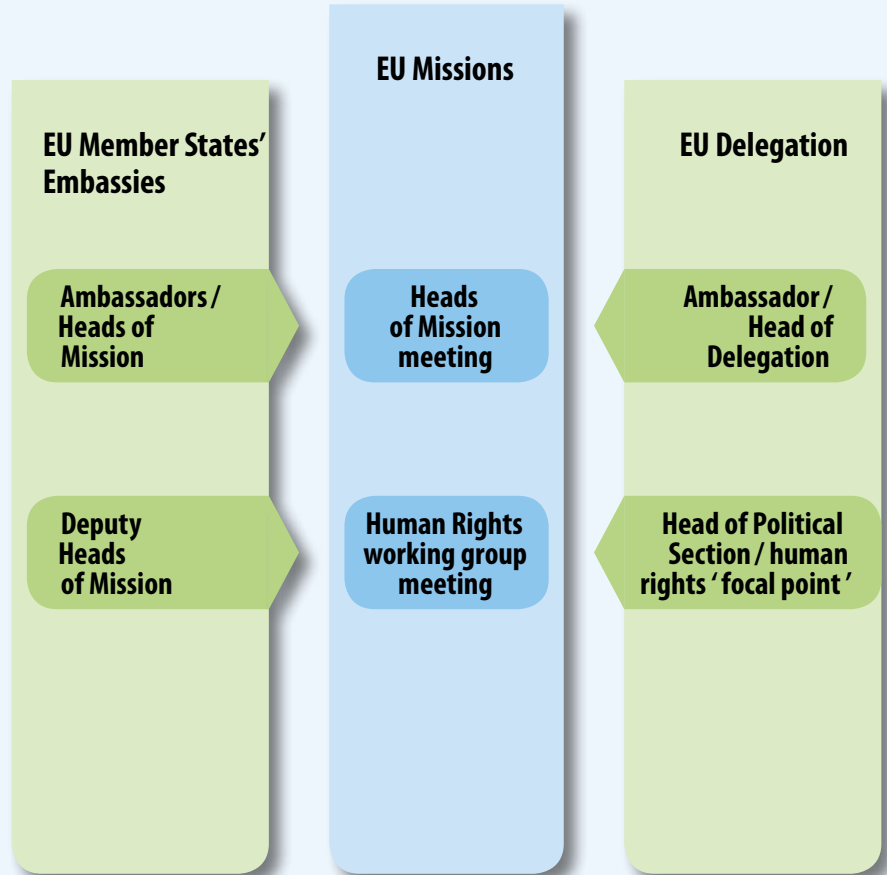 EU Missions
EU Member States’
Embassies
EU Delegation
Ambassadors /
Heads of
Mission
Heads
of Mission
meeting
Ambassador /
Head of
Delegation
Deputy
Heads
of Mission
Human Rights
working group
meeting
Head of Political
Section / human
rights ‘ focal point ’